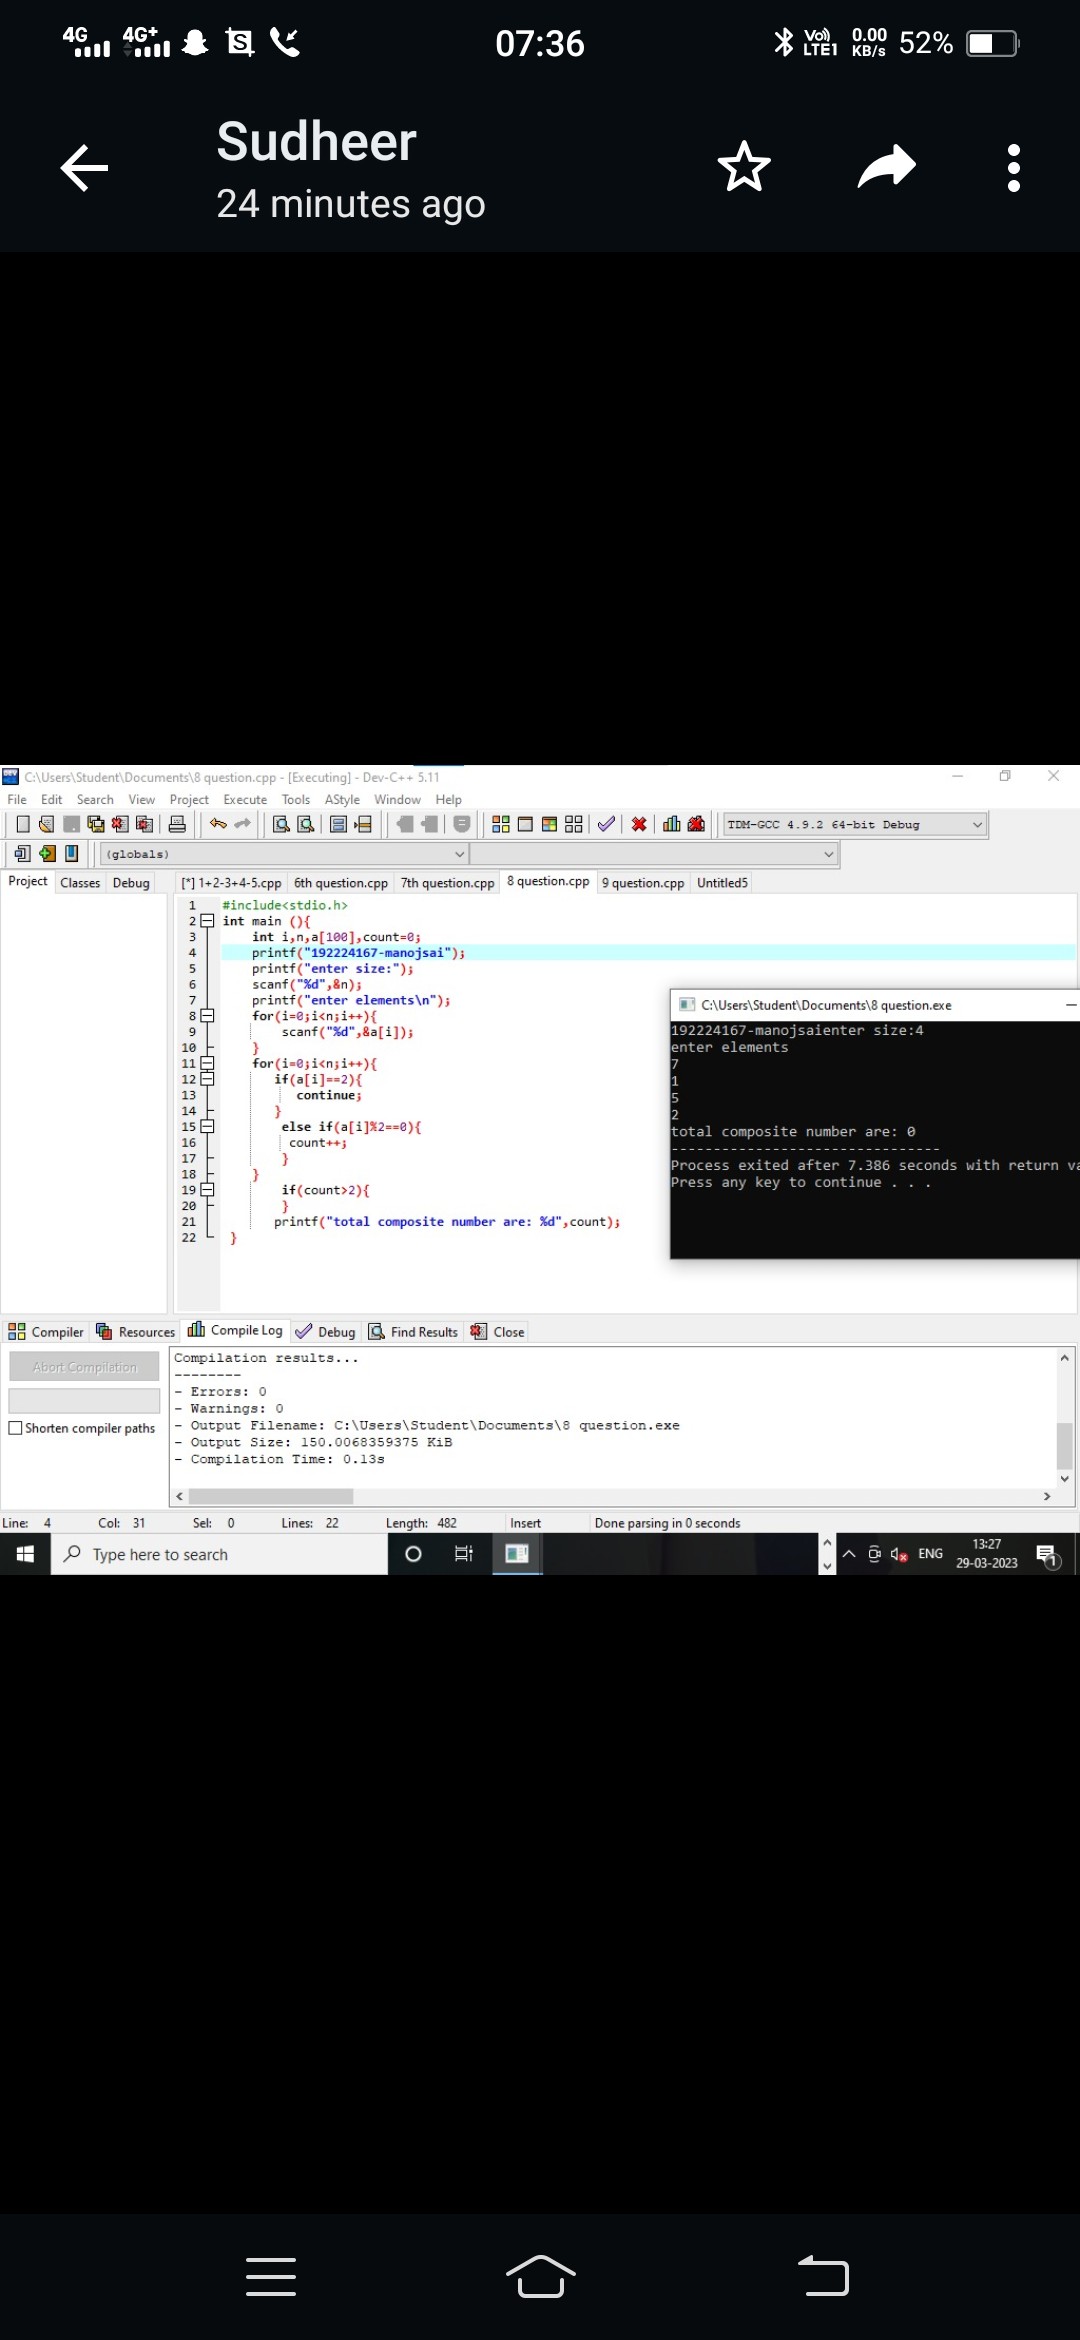 4G 4G+ 07:36 Vo) LTE1 0.00 KB/s 52%
Sudheer
24 minutes ago
C:\Users\Student\Documents\8 question.cpp - [Executing] - Dev-C++ 5.11
File Edit Search View Project Execute Tools AStyle Window Help
TDM-GCC 4.9.2 64-bit Debug
(globals)
Project Classes Debug [*] 1+2-3+4-5.cpp 6th question.cpp 7th question.cpp 8 question.cpp 9 question.cpp Untitled5
1 #include<stdio.h>
2 int main (){
3 int i,n,a[100],count=0;
4 printf("192224167-manojsai");
5 printf("enter size:");
6 scanf("%d",&n);
7 printf("enter elements\n");
8 for(i=0;i<n;i++){
9 scanf("%d",&a[i]);
10 }
11 for(i=0;i<n;i++){
12 if(a[i]==2){
13 continue;
14 }
15 else if(a[i]%2==0){
16 count++;
17 }
18 }
19 if(count>2){
20 }
21 printf("total composite number are: %d",count);
22 }
C:\Users\Student\Documents\8 question.exe
192224167-manojsaienter size:4
enter elements
7
1
5
2
total composite number are: 0
--------------------------------
Process exited after 7.386 seconds with return va
Press any key to continue . . .
Compiler Resources Compile Log Debug Find Results Close
Abort Compilation
Shorten compiler paths
Compilation results...
--------
- Errors: 0
- Warnings: 0
- Output Filename: C:\Users\Student\Documents\8 question.exe
- Output Size: 150.0068359375 KiB
- Compilation Time: 0.13s
Line: 4 Col: 31 Sel: 0 Lines: 22 Length: 482 Insert Done parsing in 0 seconds
Type here to search
ENG
13:27
29-03-2023
1